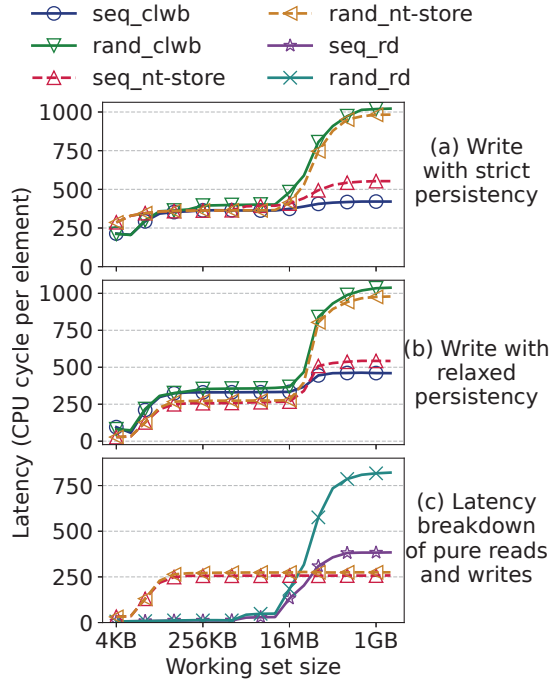 seq_clwb
rand_clwb
seq_nt-store
rand_nt-store
seq_rd
rand_rd
Latency (CPU cycle per element)
1000
750
500
250
0
(a) Write
with strict
persistency
1000
750
500
250
0
(b) Write with
relaxed
persistency
750
500
250
0
(c) Latency
breakdown
of pure reads
and writes
4KB
256KB
16MB
1GB
Working set size